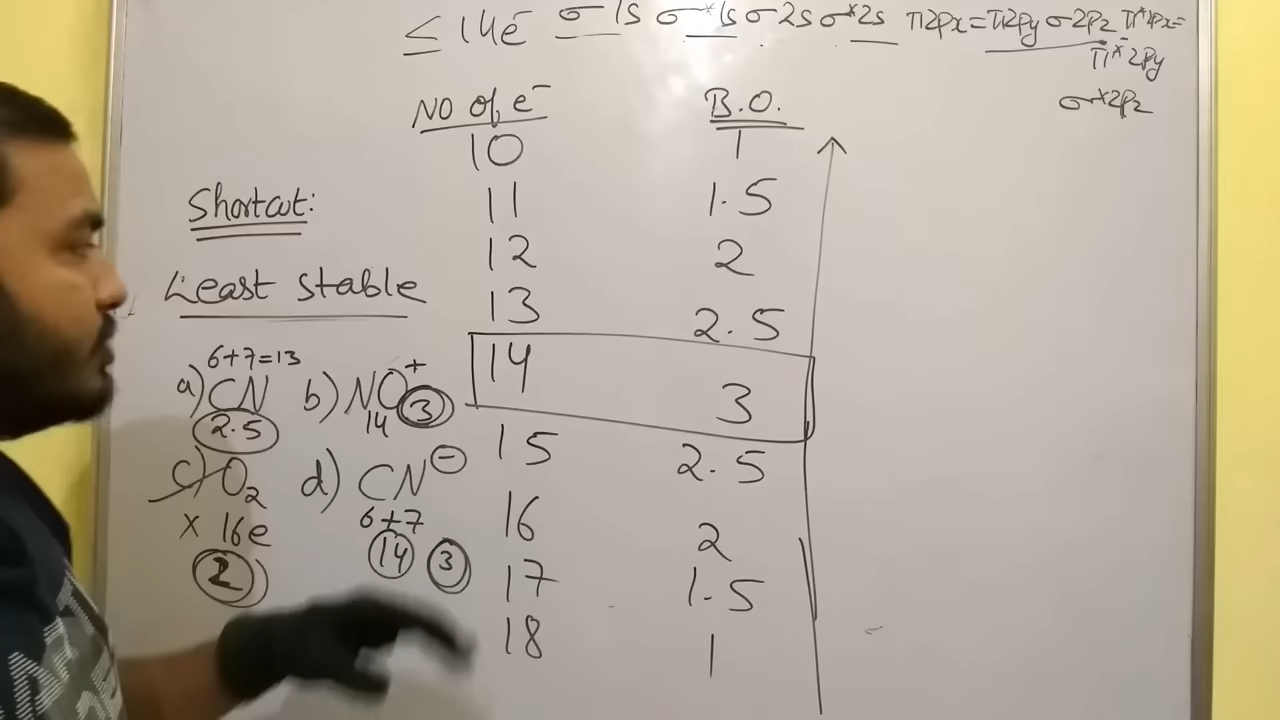 ≤ 14e⁻ σ1s σ*1s σ2s σ*2s π2Px=π2Py σ2Pz π*2Px=
π*2Py
σ*2Pz
NO of e⁻ B.O.
10 1
11 1.5
12 2
13 2.5
14 3
15 2.5
16 2
17 1.5
18 1
Shortcut:
Least stable
6+7=13
a) CN b) NO⁺ 3
2.5 14
c) O₂ d) CN⁻
x 16e 6+7
2 14 3